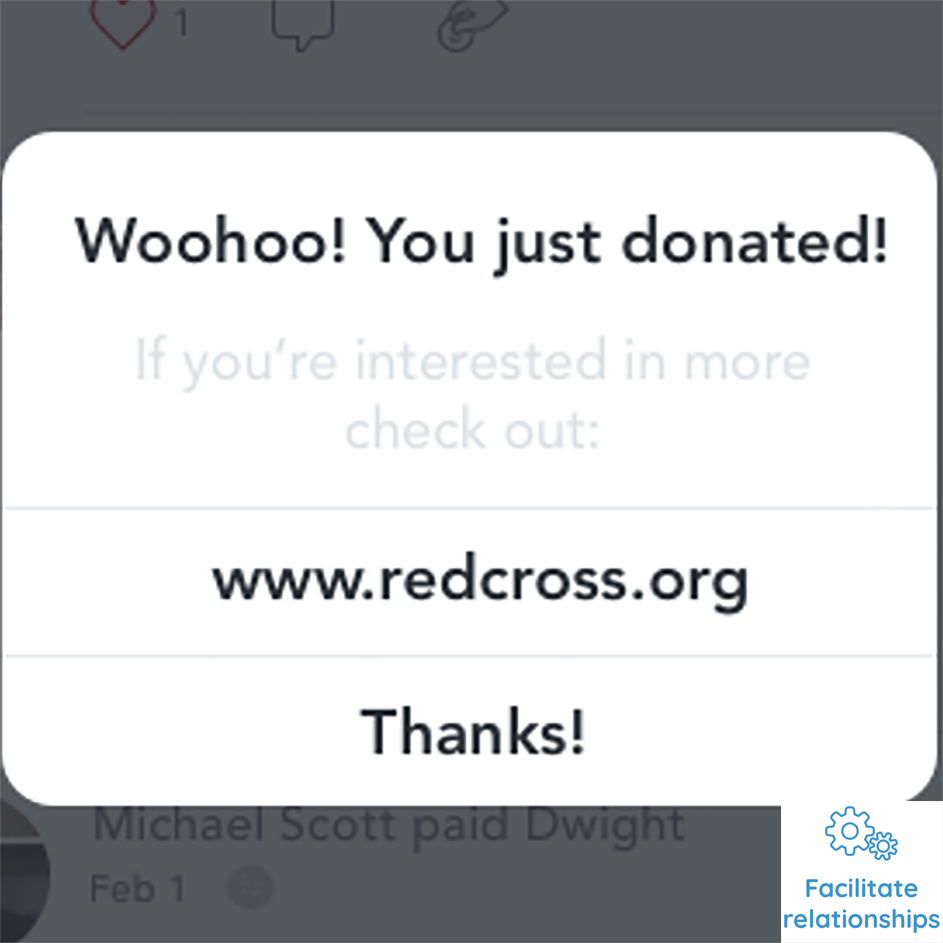 1
Woohoo! You just donated!
If you’re interested in more
check out:
www.redcross.org
Thanks!
Michael Scott paid Dwight
Feb 1
Facilitate
relationships